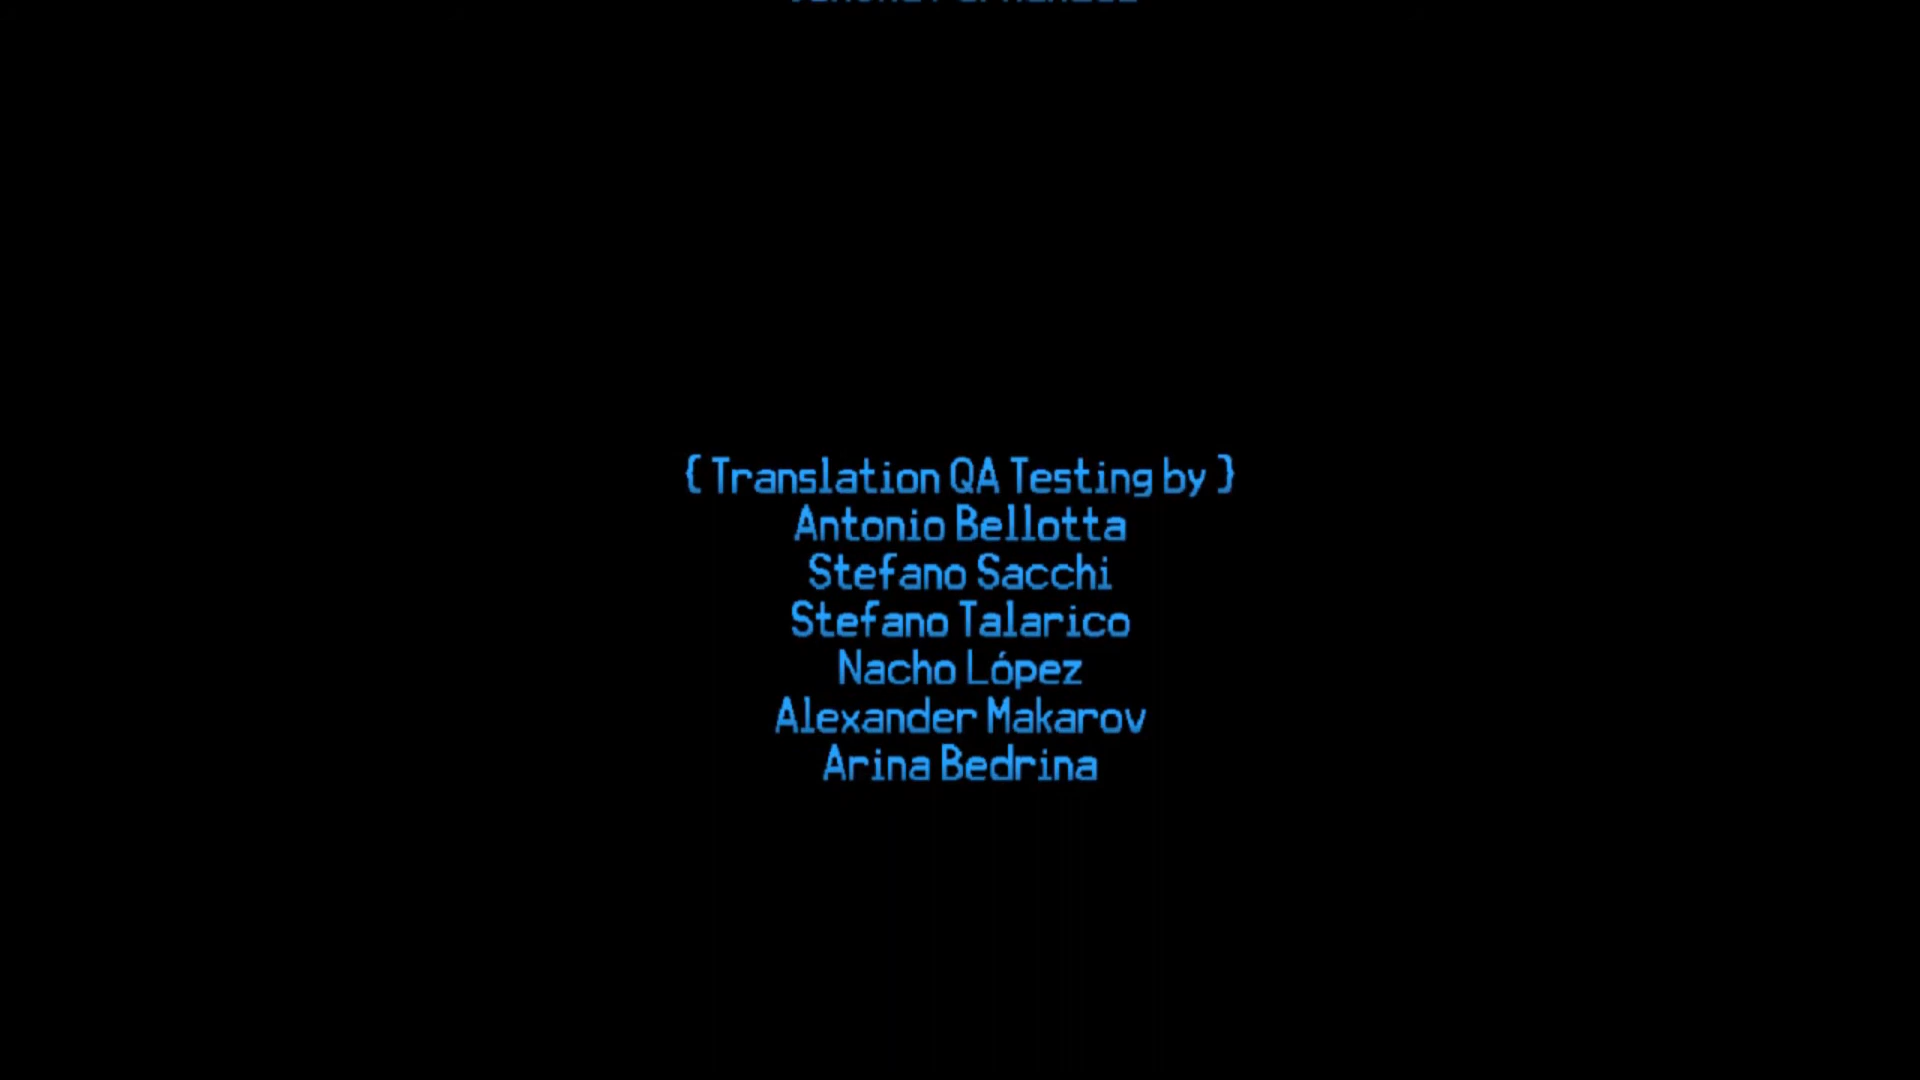 { Translation QA Testing by }
Antonio Bellotta
Stefano Sacchi
Stefano Talarico
Nacho López
Alexander Makarov
Arina Bedrina